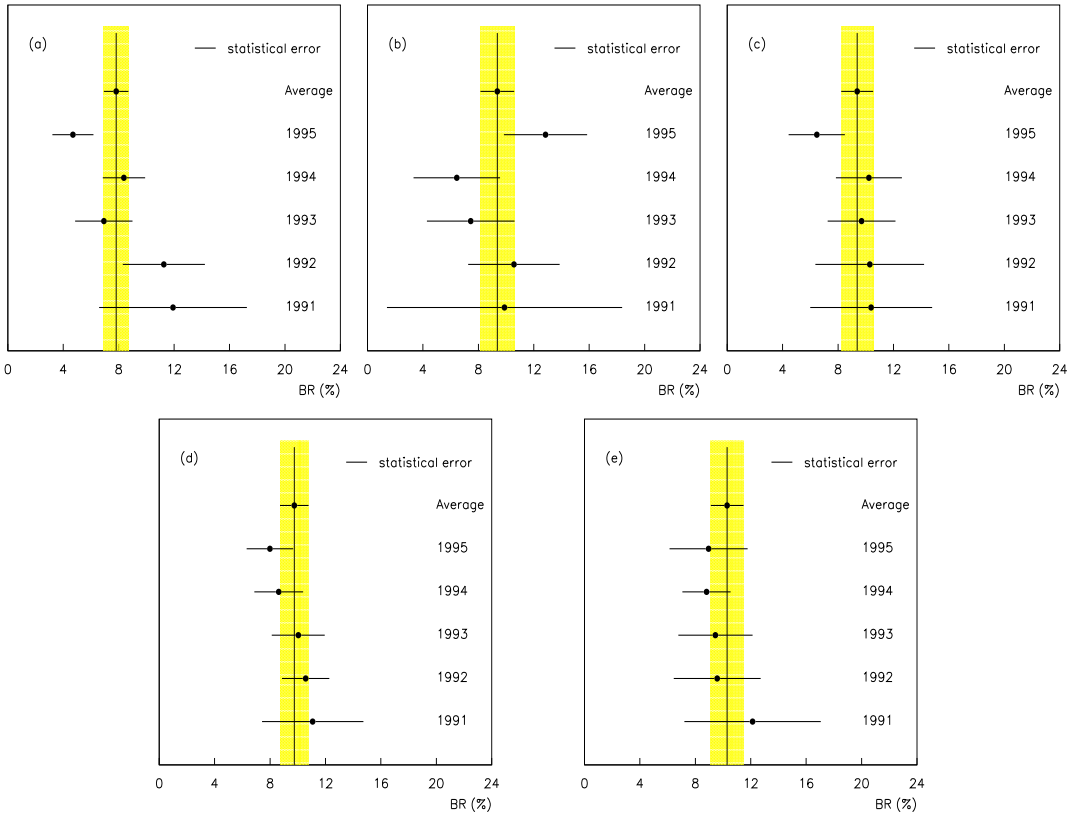 (a) — statistical error
Average
1995
1994
1993
1992
1991
0 4 8 12 16 20 24
BR (%)
(b) — statistical error
Average
1995
1994
1993
1992
1991
0 4 8 12 16 20 24
BR (%)
(c) — statistical error
Average
1995
1994
1993
1992
1991
0 4 8 12 16 20 24
BR (%)
(d) — statistical error
Average
1995
1994
1993
1992
1991
0 4 8 12 16 20 24
BR (%)
(e) — statistical error
Average
1995
1994
1993
1992
1991
0 4 8 12 16 20 24
BR (%)